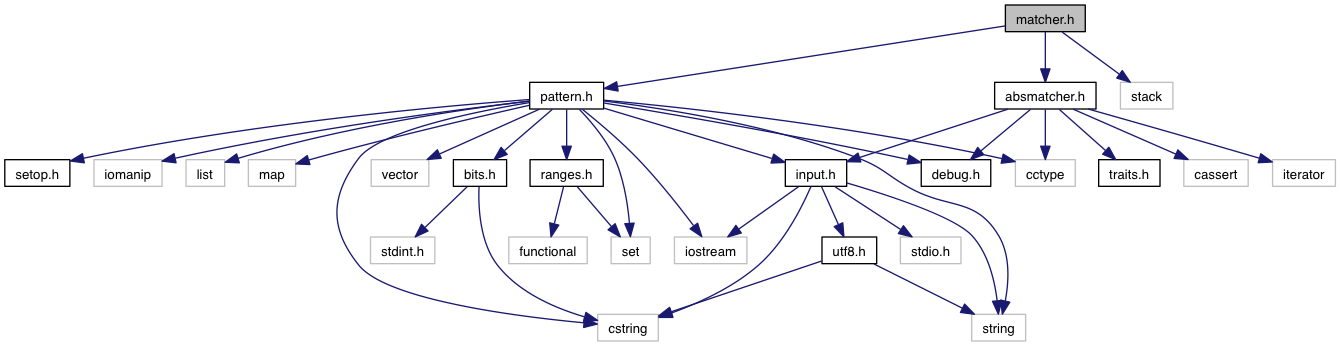 matcher.h
pattern.h
absmatcher.h
stack
setop.h
iomanip
list
map
vector
bits.h
ranges.h
input.h
debug.h
cctype
traits.h
cassert
iterator
stdint.h
functional
set
iostream
utf8.h
stdio.h
cstring
string